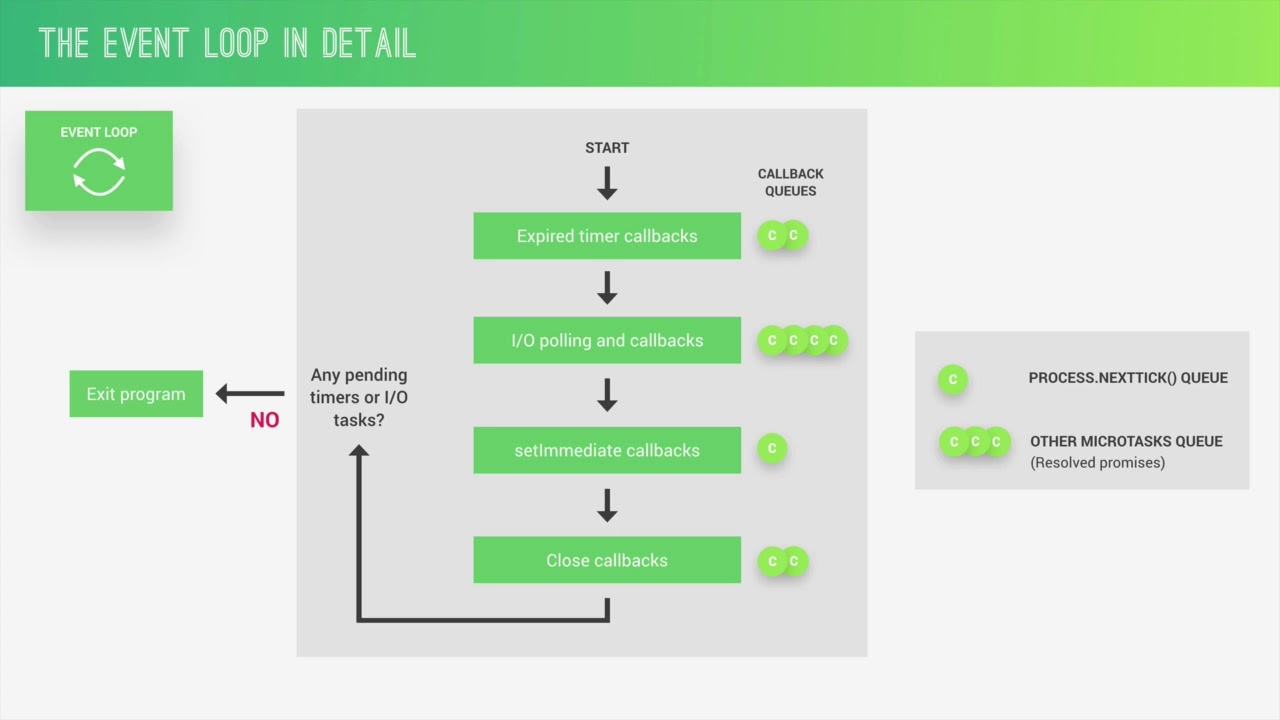 THE EVENT LOOP IN DETAIL
EVENT LOOP
START
CALLBACK
QUEUES
Expired timer callbacks
C C
I/O polling and callbacks
C C C C
setImmediate callbacks
C
Close callbacks
C C
Any pending
timers or I/O
tasks?
NO
Exit program
C
PROCESS.NEXTTICK() QUEUE
C C C
OTHER MICROTASKS QUEUE
(Resolved promises)